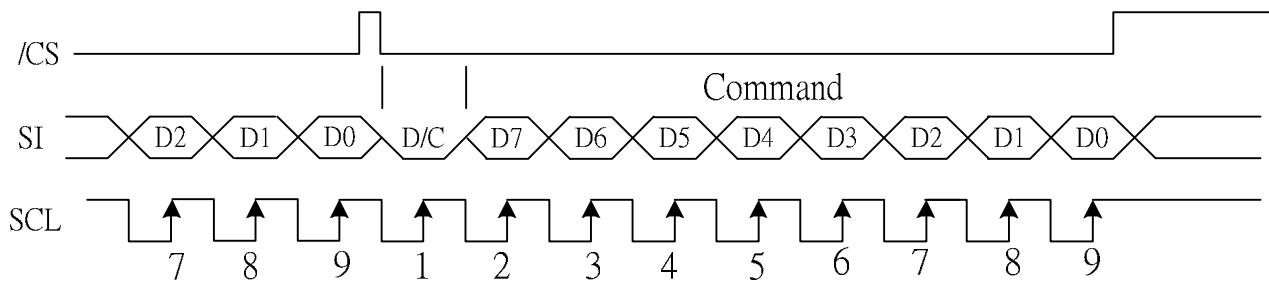 /CS
Command
SI D2 D1 D0 D/C D7 D6 D5 D4 D3 D2 D1 D0
SCL
7 8 9 1 2 3 4 5 6 7 8 9